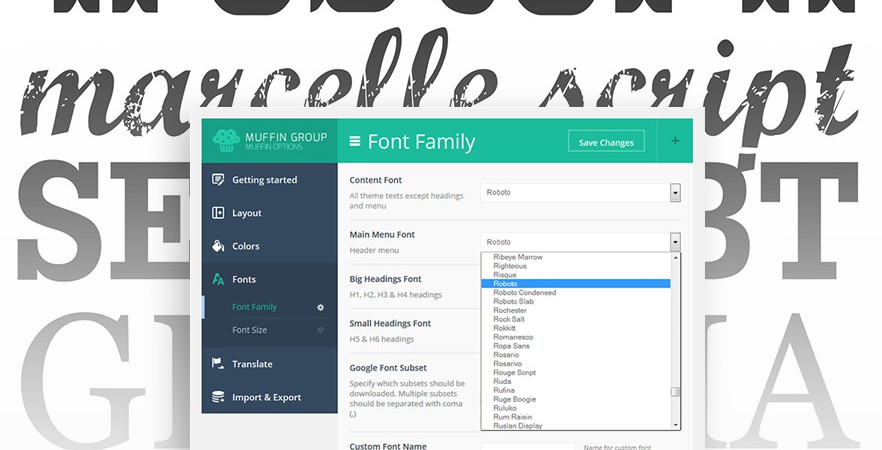 marcelle script
MUFFIN GROUP
MUFFIN OPTIONS
Font Family
Save Changes
+
Getting started
Layout
Colors
Fonts
Font Family
Font Size
Translate
Import & Export
Content Font
All theme texts except headings
and menu
Roboto
Main Menu Font
Header menu
Roboto
Ribeye Marrow
Righteous
Risque
Roboto
Roboto Condensed
Roboto Slab
Rochester
Rock Salt
Rokkitt
Romanesco
Ropa Sans
Rosario
Rosarivo
Rouge Script
Ruda
Rufina
Ruge Boogie
Ruluko
Rum Raisin
Ruslan Display
Big Headings Font
H1, H2, H3 & H4 headings
Small Headings Font
H5 & H6 headings
Google Font Subset
Specify which subsets should be
downloaded. Multiple subsets
should be separated with coma
(,)
Custom Font Name
Name for custom font